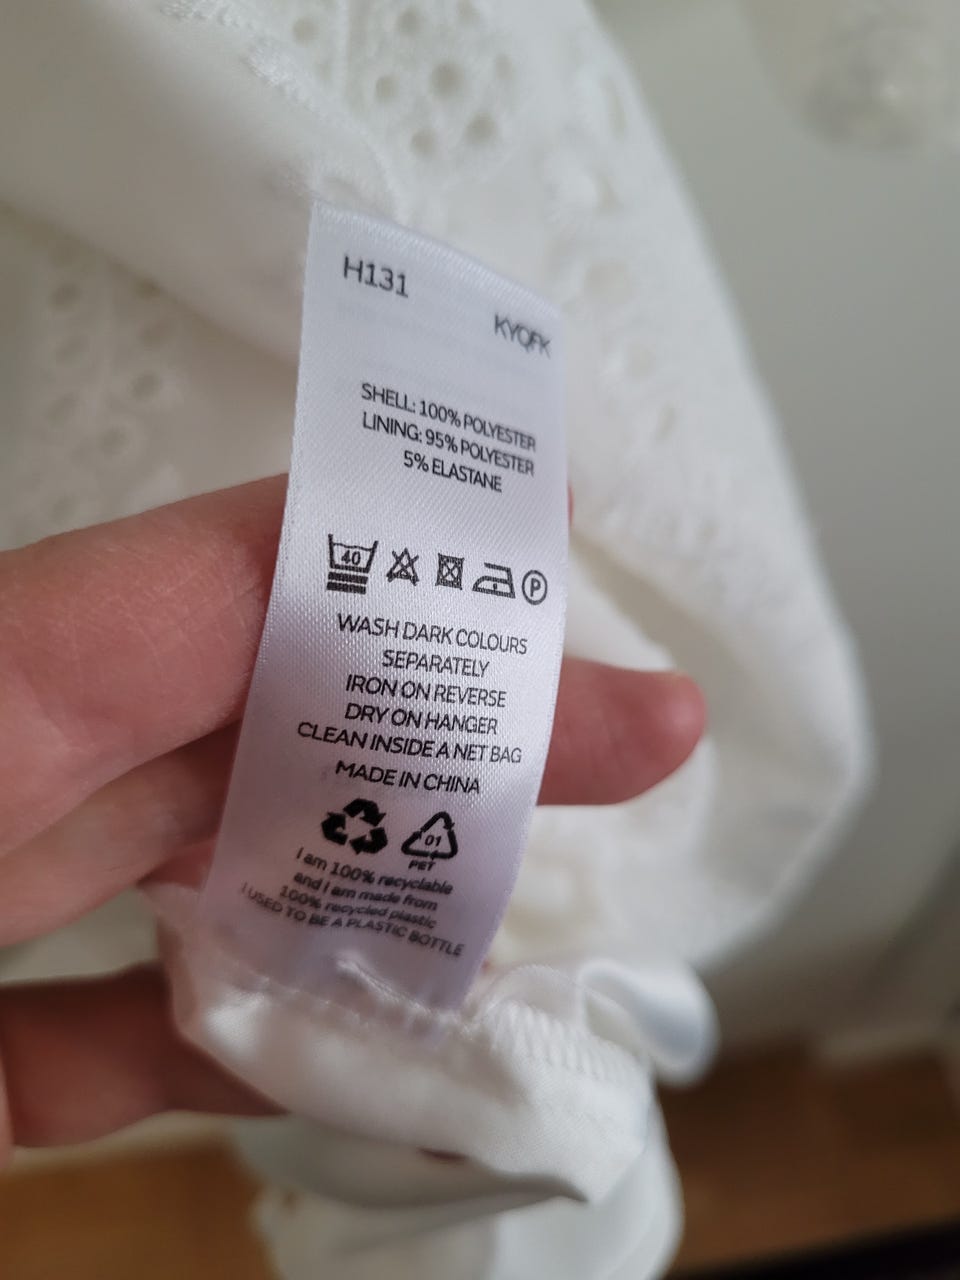 H131
KYQFK
SHELL: 100% POLYESTER
LINING: 95% POLYESTER
5% ELASTANE
40
P
WASH DARK COLOURS
SEPARATELY
IRON ON REVERSE
DRY ON HANGER
CLEAN INSIDE A NET BAG
MADE IN CHINA
01
PET
I am 100% recyclable
and I am made from
100% recycled plastic
I USED TO BE A PLASTIC BOTTLE